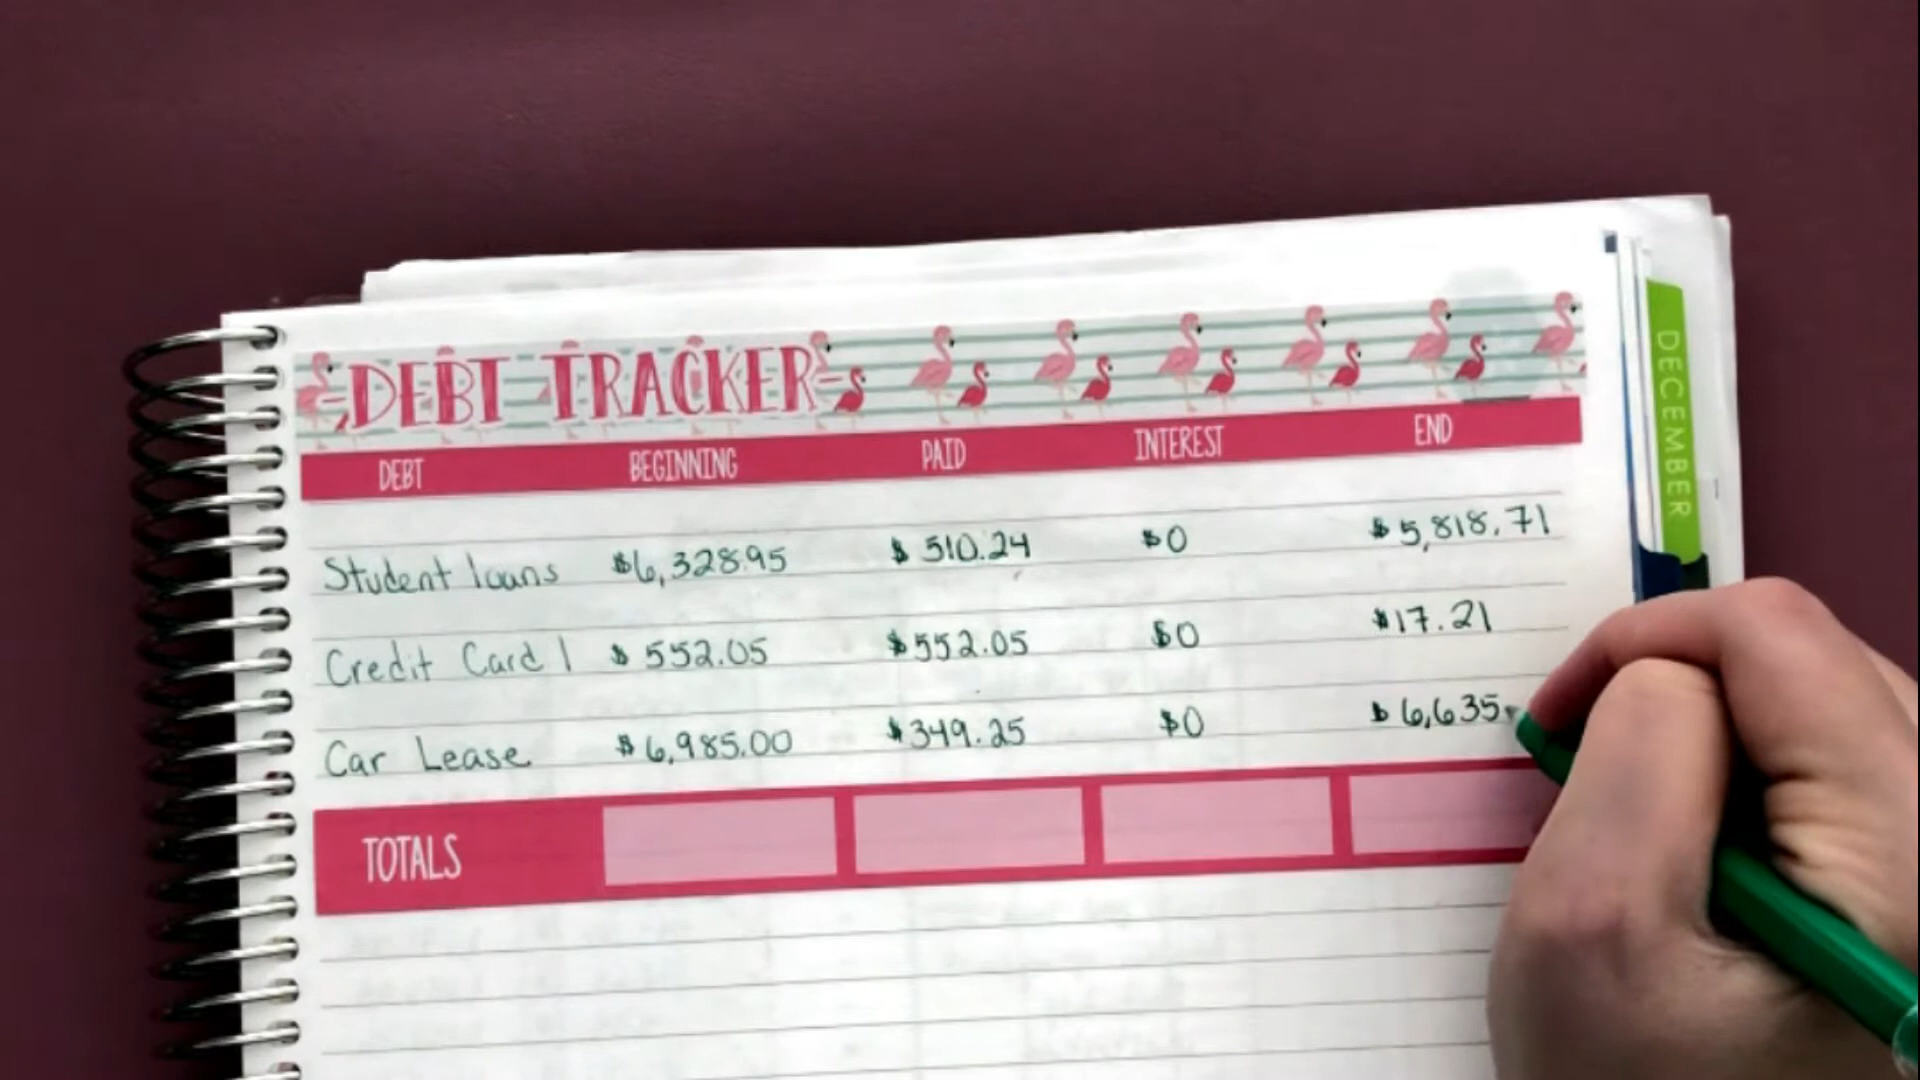 -DEBT TRACKER-
DEBT BEGINNING PAID INTEREST END
Student loans $6,328.95 $510.24 $0 $5,818.71
Credit Card 1 $552.05 $552.05 $0 $17.21
Car Lease $6,985.00 $349.25 $0 $6,635
TOTALS
DECEMBER